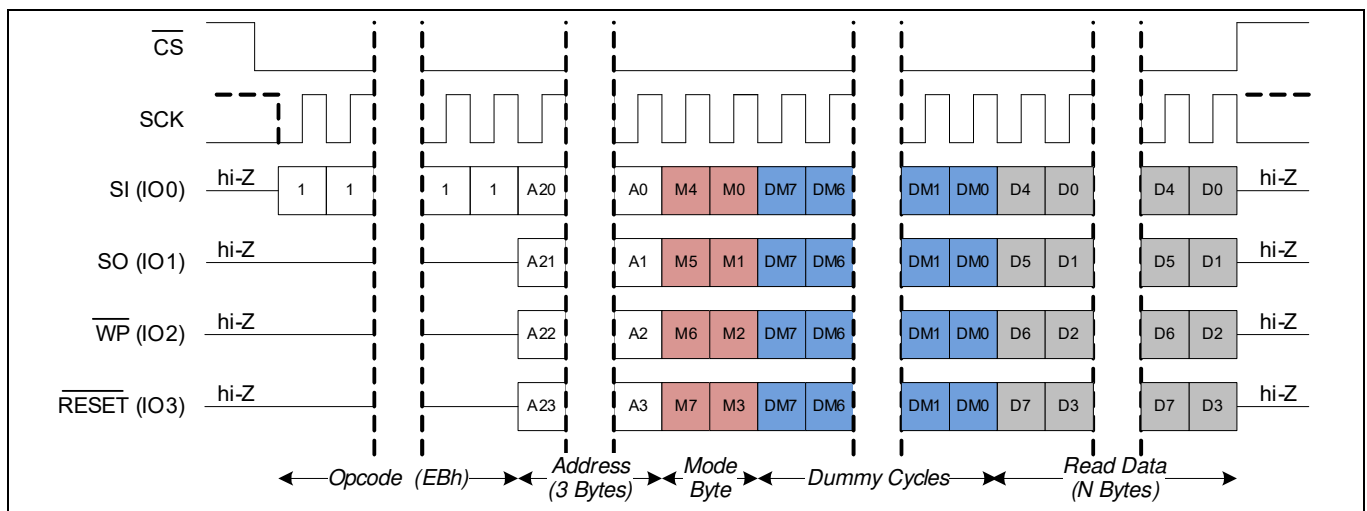 CS
SCK
SI (IO0) hi-Z 1 1 1 1 A20 A0 M4 M0 DM7 DM6 DM1 DM0 D4 D0 D4 D0 hi-Z
SO (IO1) hi-Z A21 A1 M5 M1 DM7 DM6 DM1 DM0 D5 D1 D5 D1 hi-Z
WP (IO2) hi-Z A22 A2 M6 M2 DM7 DM6 DM1 DM0 D6 D2 D6 D2 hi-Z
RESET (IO3) hi-Z A23 A3 M7 M3 DM7 DM6 DM1 DM0 D7 D3 D7 D3 hi-Z
Opcode (EBh)
Address
(3 Bytes)
Mode
Byte
Dummy Cycles
Read Data
(N Bytes)